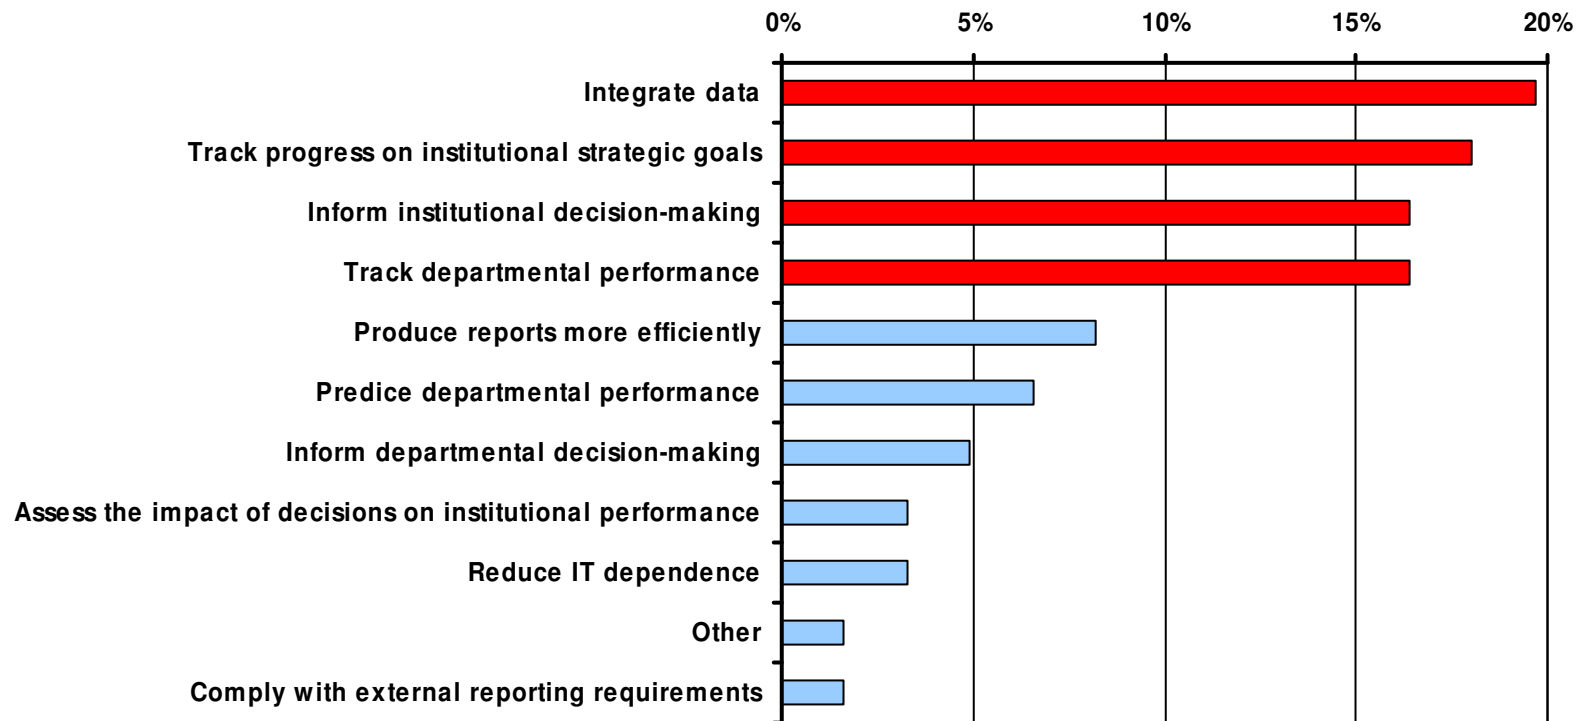 0% 5% 10% 15% 20%
Integrate data
Track progress on institutional strategic goals
Inform institutional decision-making
Track departmental performance
Produce reports more efficiently
Predice departmental performance
Inform departmental decision-making
Assess the impact of decisions on institutional performance
Reduce IT dependence
Other
Comply with external reporting requirements